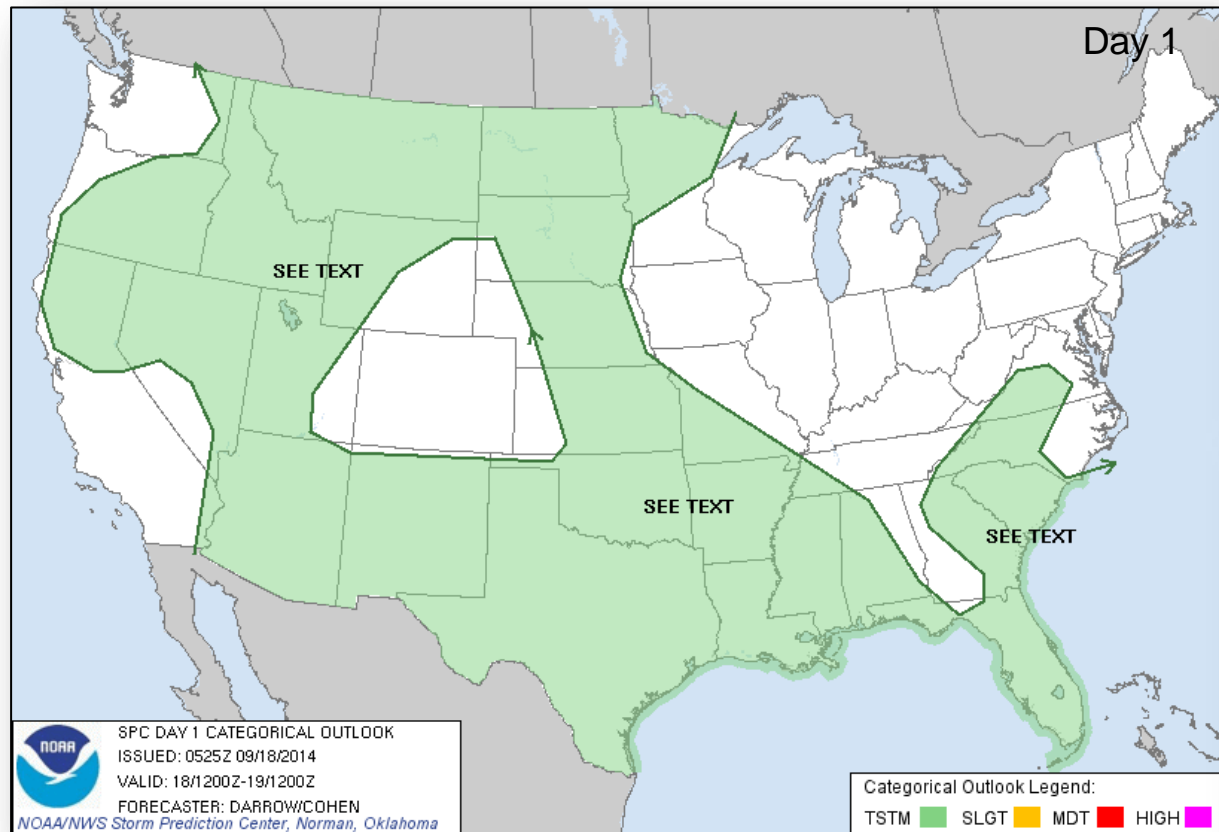 Day 1
SEE TEXT
SEE TEXT
SEE TEXT
NOAA
SPC DAY 1 CATEGORICAL OUTLOOK
ISSUED: 0525Z 09/18/2014
VALID: 18/1200Z-19/1200Z
FORECASTER: DARROW/COHEN
NOAA/NWS Storm Prediction Center, Norman, Oklahoma
Categorical Outlook Legend:
TSTM SLGT MDT HIGH